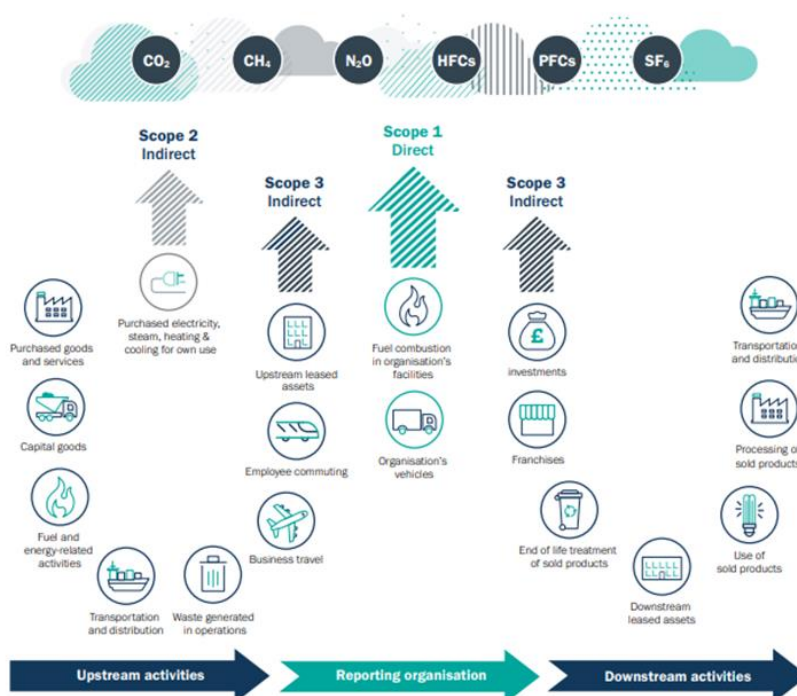 CO₂
CH₄
N₂O
HFCs
PFCs
SF₆
Scope 2
Indirect
Scope 1
Direct
Scope 3
Indirect
Scope 3
Indirect
Purchased goods
and services
Purchased electricity,
steam, heating &
cooling for own use
Upstream leased
assets
Fuel combustion
in organisation's
facilities
£
investments
Transportation
and distributio
Capital goods
Employee commuting
Organisation's
vehicles
Franchises
Processing of
sold products
Fuel and
energy-related
activities
Business travel
End of life treatment
of sold products
Use of
sold products
Transportation
and distribution
Waste generated
in operations
Downstream
leased assets
Upstream activities
Reporting organisation
Downstream activities